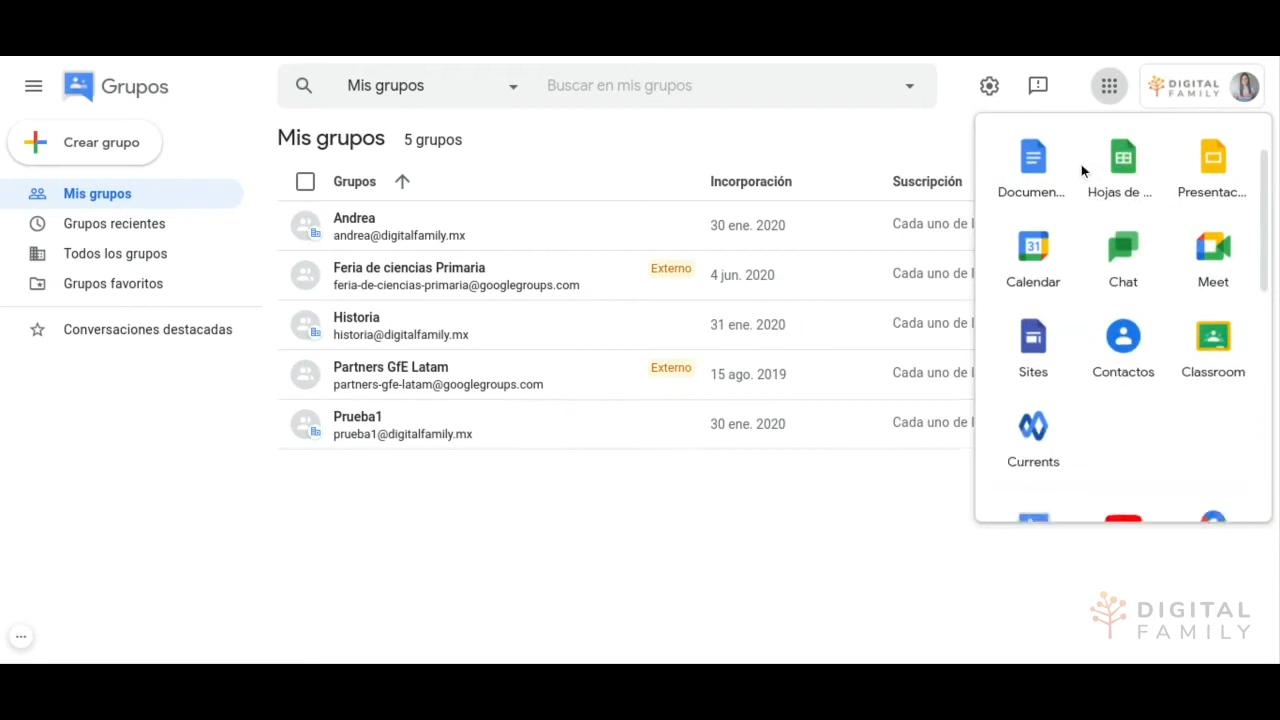 Grupos
Mis grupos
Buscar en mis grupos
DIGITAL
FAMILY
Crear grupo
Mis grupos
Grupos recientes
Todos los grupos
Grupos favoritos
Conversaciones destacadas
Mis grupos 5 grupos
Grupos Incorporación Suscripción
Andrea
andrea@digitalfamily.mx
30 ene. 2020
Cada uno de l
Feria de ciencias Primaria
feria-de-ciencias-primaria@googlegroups.com
Externo
4 jun. 2020
Cada uno de l
Historia
historia@digitalfamily.mx
31 ene. 2020
Cada uno de l
Partners GfE Latam
partners-gfe-latam@googlegroups.com
Externo
15 ago. 2019
Cada uno de l
Prueba1
prueba1@digitalfamily.mx
30 ene. 2020
Cada uno de l
Documen... Hojas de ... Presentac...
31
Calendar Chat Meet
Sites Contactos Classroom
Currents
DIGITAL
FAMILY